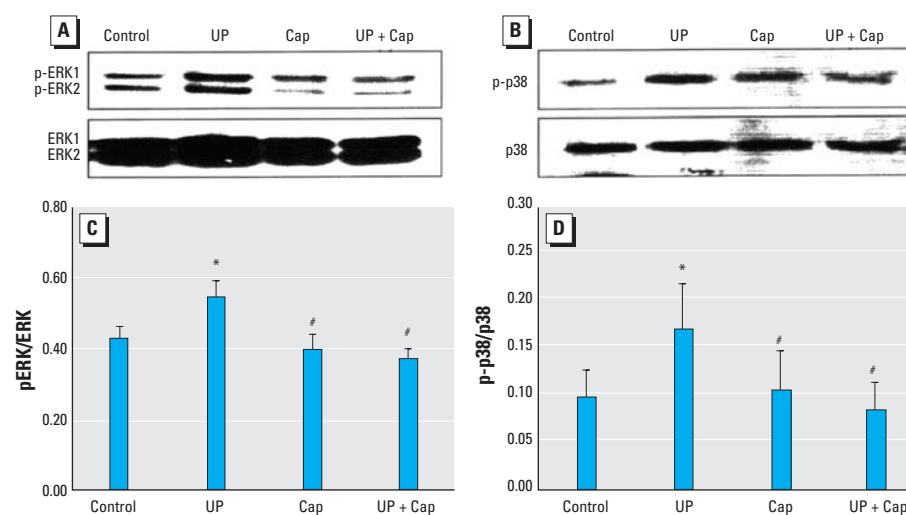 A
Control UP Cap UP + Cap
p-ERK1
p-ERK2
ERK1
ERK2
B
Control UP Cap UP + Cap
p-p38
p38
C
pERK/ERK
0.80
0.60
0.40
0.20
0.00
*
#
#
Control UP Cap UP + Cap
D
p-p38/p38
0.30
0.25
0.20
0.15
0.10
0.05
0.00
*
#
#
Control UP Cap UP + Cap